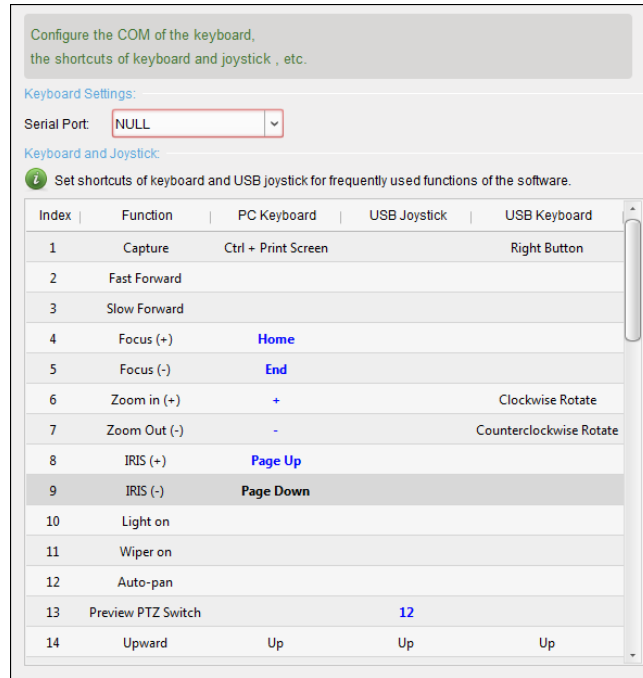 Configure the COM of the keyboard,
the shortcuts of keyboard and joystick , etc.
Keyboard Settings:
Serial Port: NULL
Keyboard and Joystick:
Set shortcuts of keyboard and USB joystick for frequently used functions of the software.
Index Function PC Keyboard USB Joystick USB Keyboard
1 Capture Ctrl + Print Screen Right Button
2 Fast Forward
3 Slow Forward
4 Focus (+) Home
5 Focus (-) End
6 Zoom in (+) + Clockwise Rotate
7 Zoom Out (-) - Counterclockwise Rotate
8 IRIS (+) Page Up
9 IRIS (-) Page Down
10 Light on
11 Wiper on
12 Auto-pan
13 Preview PTZ Switch 12
14 Upward Up Up Up